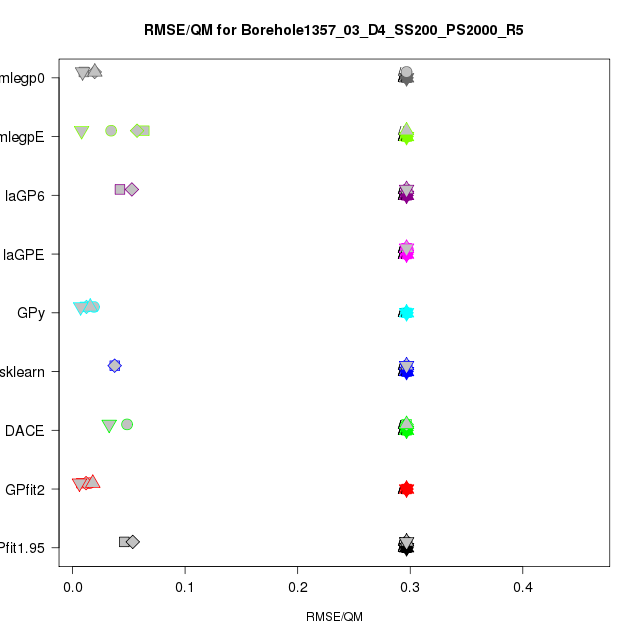 RMSE/QM for Borehole1357_03_D4_SS200_PS2000_R5
mlegp0
mlegpE
laGP6
laGPE
GPy
sklearn
DACE
GPfit2
Pfit1.95
0.0 0.1 0.2 0.3 0.4
RMSE/QM